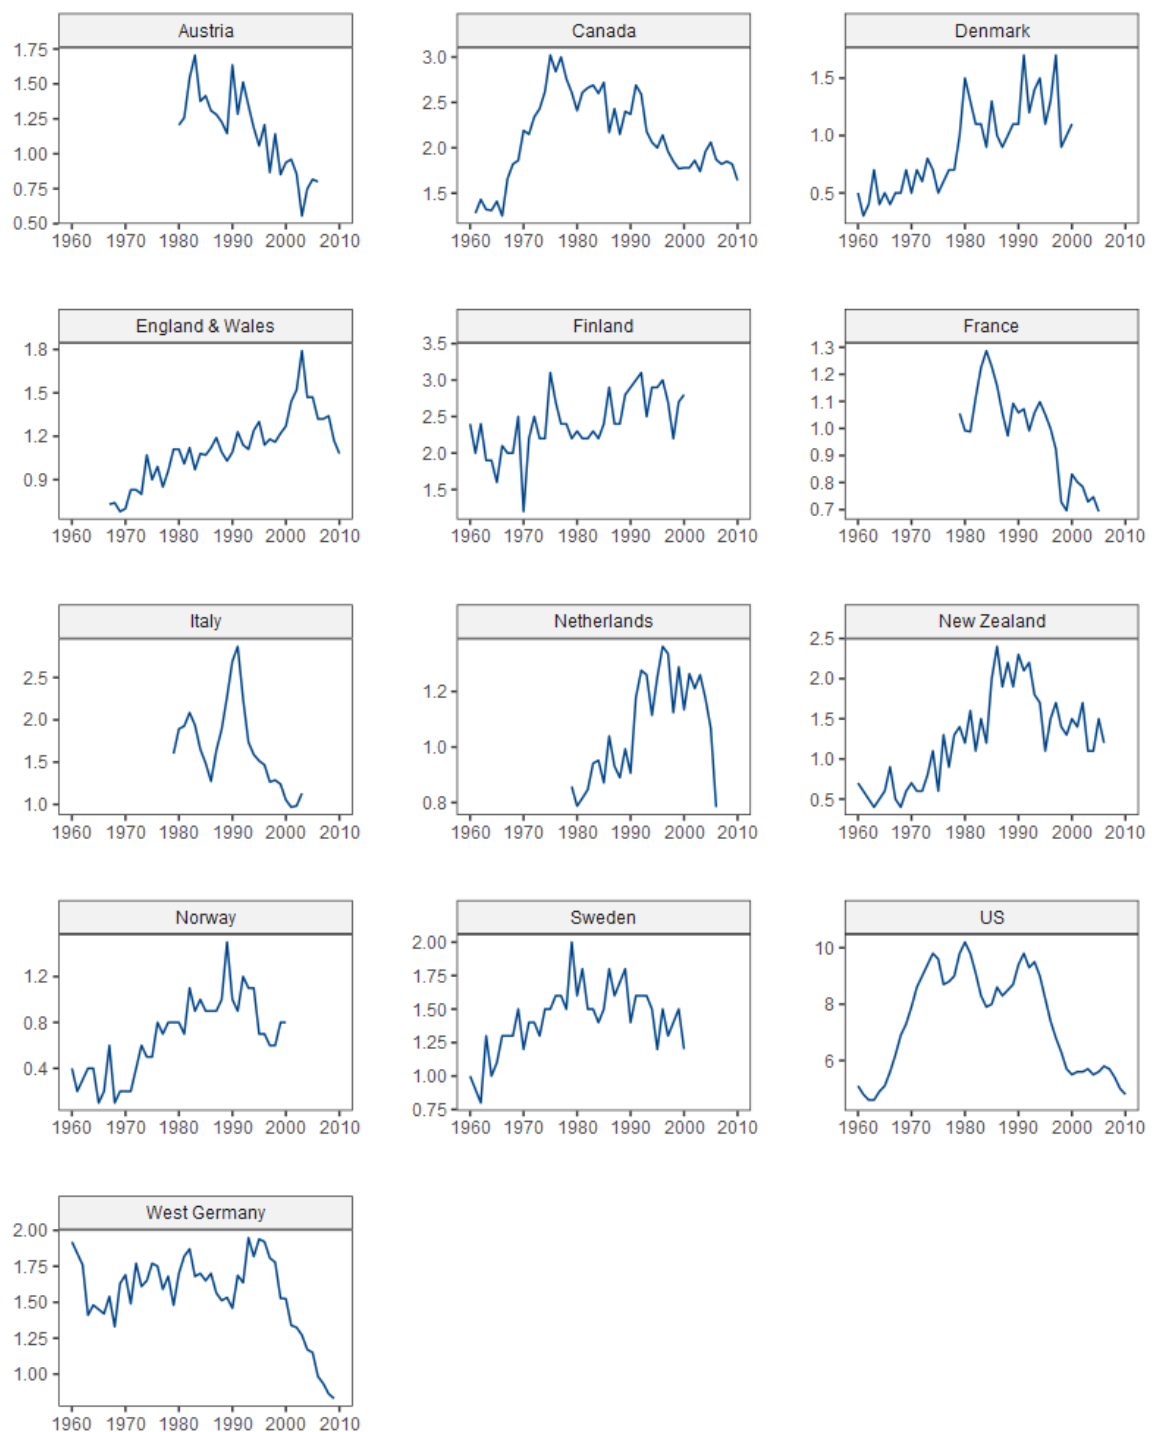 Austria
1.75
1.50
1.25
1.00
0.75
0.50
1960 1970 1980 1990 2000 2010
Canada
3.0
2.5
2.0
1.5
1960 1970 1980 1990 2000 2010
Denmark
1.5
1.0
0.5
1960 1970 1980 1990 2000 2010
England & Wales
1.8
1.5
1.2
0.9
1960 1970 1980 1990 2000 2010
Finland
3.5
3.0
2.5
2.0
1.5
1960 1970 1980 1990 2000 2010
France
1.3
1.2
1.1
1.0
0.9
0.8
0.7
1960 1970 1980 1990 2000 2010
Italy
2.5
2.0
1.5
1.0
1960 1970 1980 1990 2000 2010
Netherlands
1.2
1.0
0.8
1960 1970 1980 1990 2000 2010
New Zealand
2.5
2.0
1.5
1.0
0.5
1960 1970 1980 1990 2000 2010
Norway
1.2
0.8
0.4
1960 1970 1980 1990 2000 2010
Sweden
2.00
1.75
1.50
1.25
1.00
0.75
1960 1970 1980 1990 2000 2010
US
10
8
6
1960 1970 1980 1990 2000 2010
West Germany
2.00
1.75
1.50
1.25
1.00
1960 1970 1980 1990 2000 2010